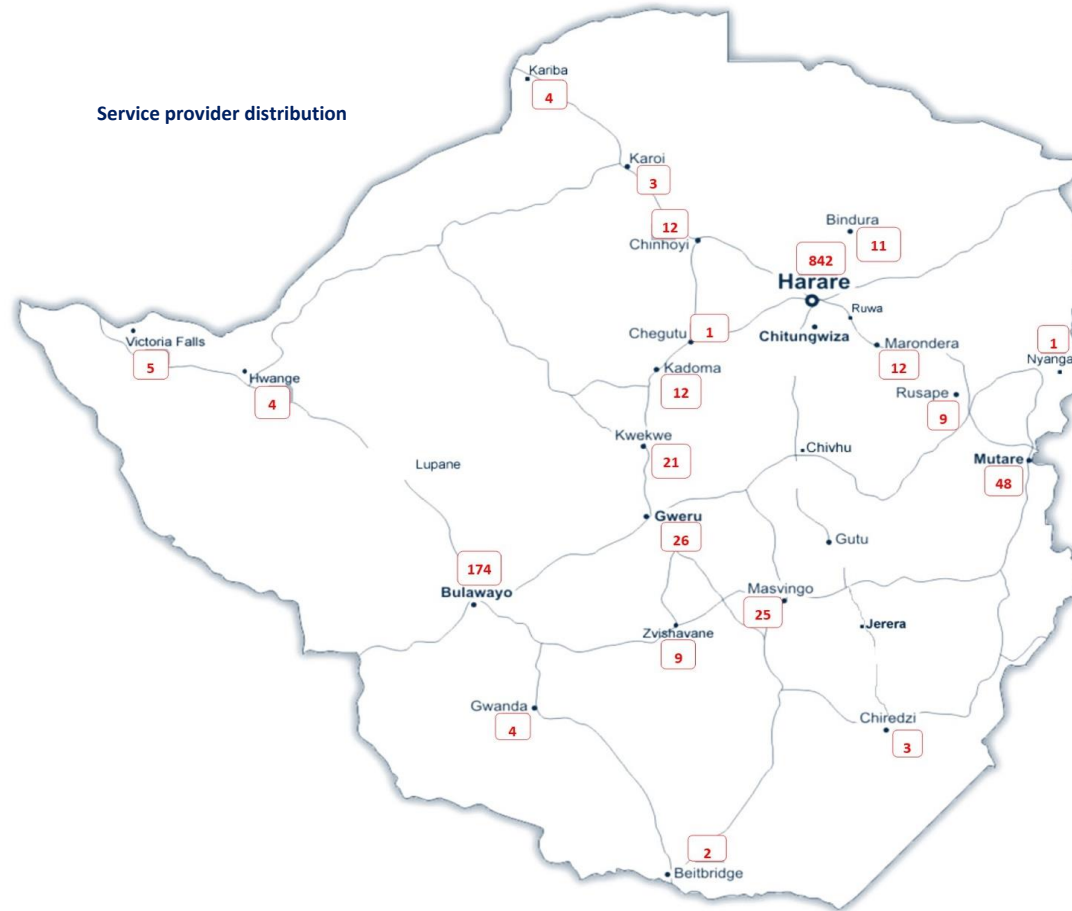 Kariba
4
Service provider distribution
Karoi
3
12
Chinhoyi
Bindura
11
842
Harare
Ruwa
Chitungwiza
Chegutu
1
Marondera
12
1
Nyanga
Victoria Falls
5
Hwange
4
Kadoma
12
Rusape
9
Kwekwe
21
Chivhu
Lupane
Mutare
48
Gweru
26
Gutu
174
Bulawayo
Masvingo
25
Jerera
Zvishavane
9
Gwanda
4
Chiredzi
3
2
Beitbridge